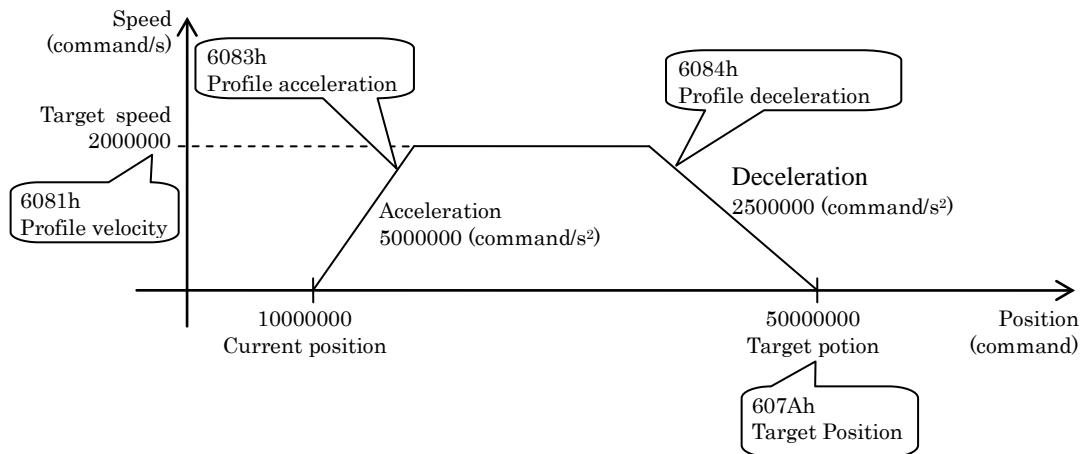 Speed
(command/s)
6083h
Profile acceleration
6084h
Profile deceleration
Target speed
2000000
6081h
Profile velocity
Acceleration
5000000 (command/s²)
Deceleration
2500000 (command/s²)
10000000
Current position
50000000
Target potion
Position
(command)
607Ah
Target Position